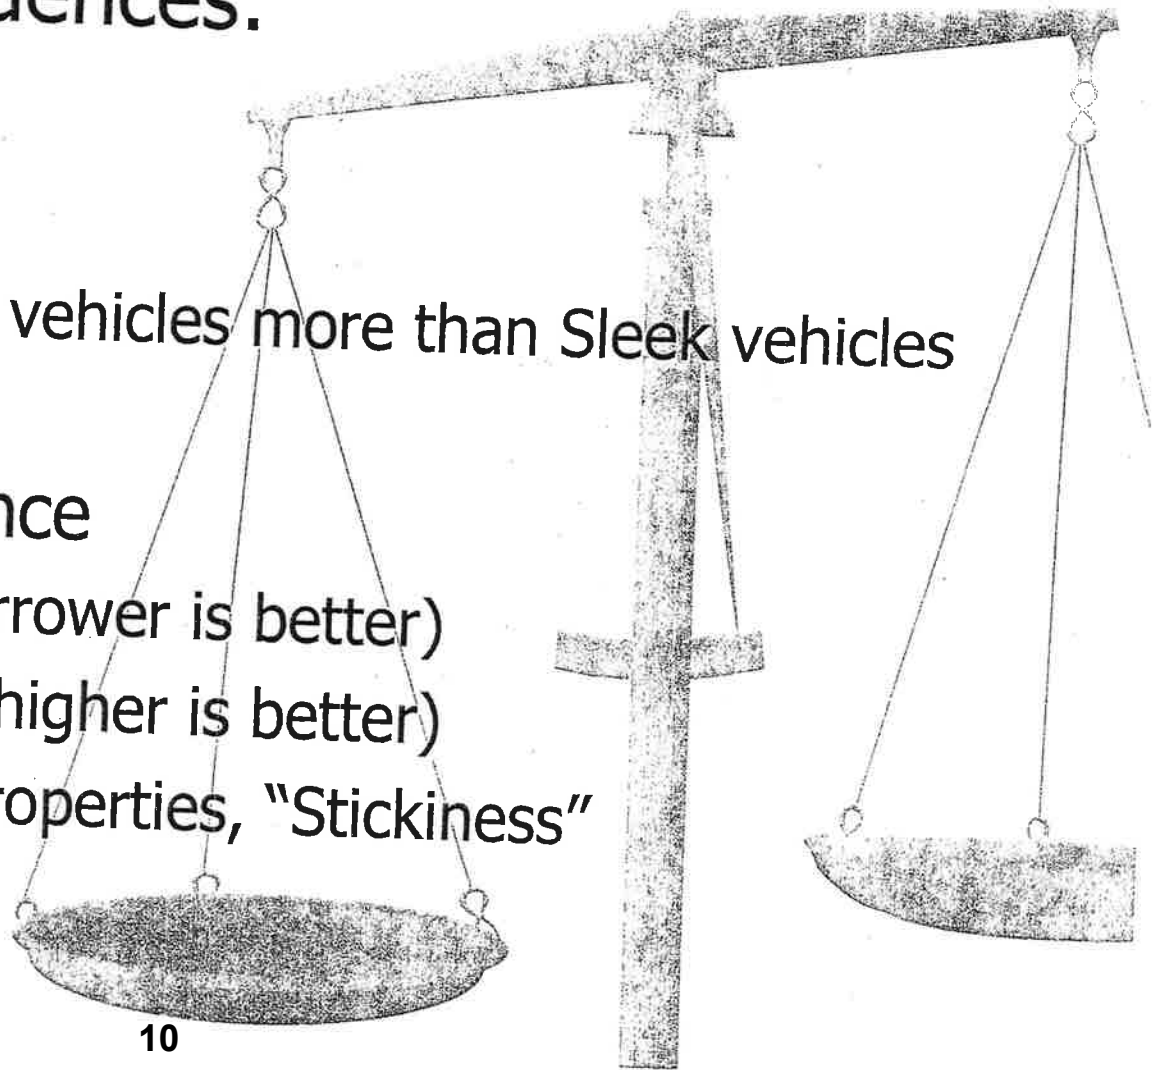 uences.
vehicles more than Sleek vehicles
nce
rrower is better)
higher is better)
roperties, “Stickiness”
10